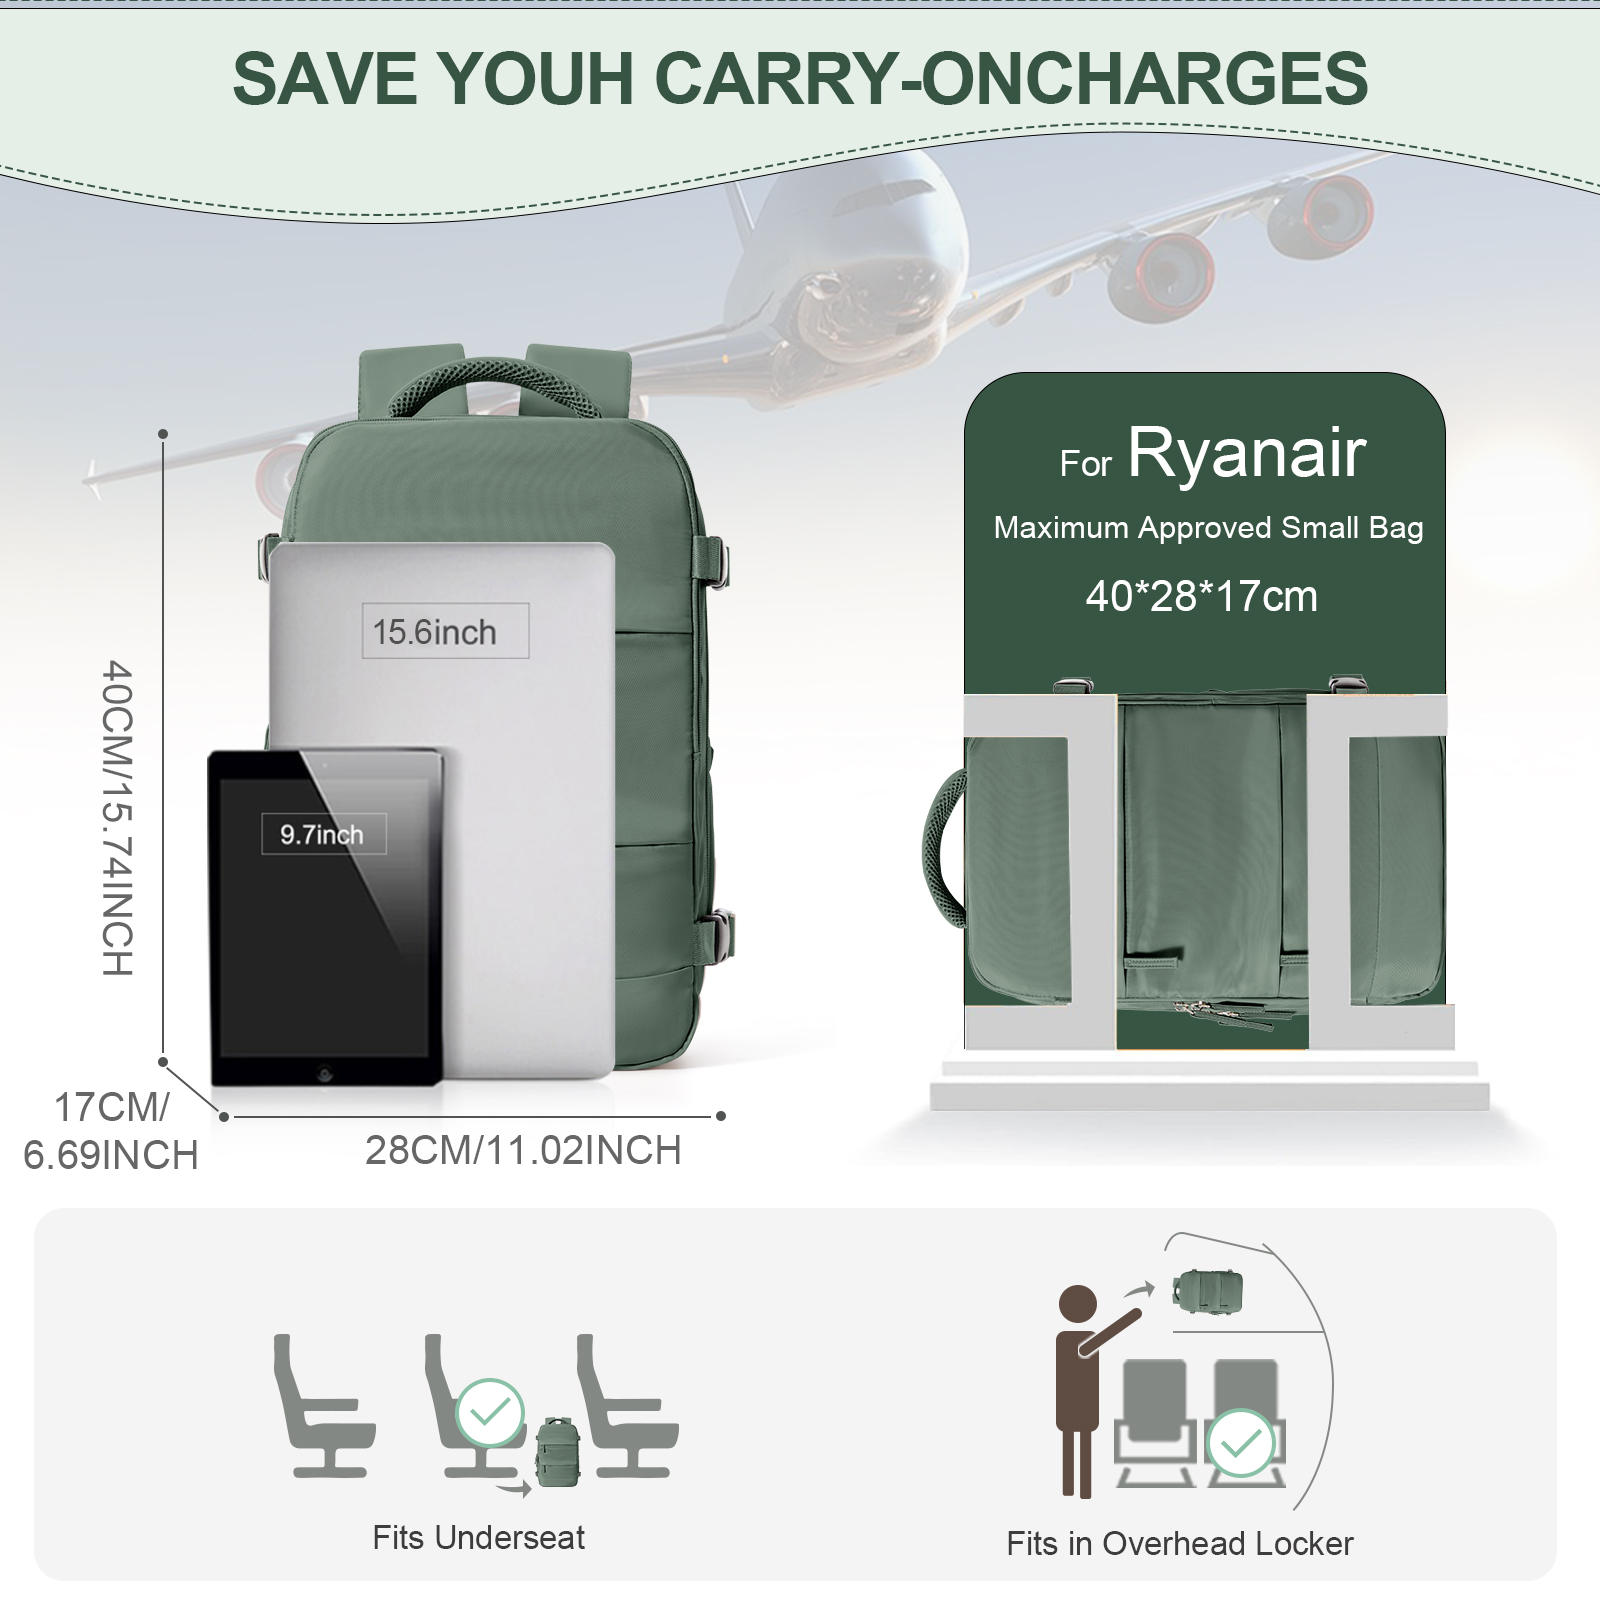 SAVE YOUH CARRY-ONCHARGES
For Ryanair
Maximum Approved Small Bag
40*28*17cm
15.6inch
9.7inch
40CM/15.74INCH
17CM/
6.69INCH
28CM/11.02INCH
Fits Underseat
Fits in Overhead Locker